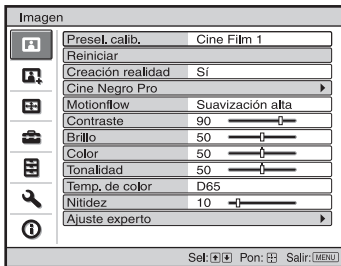 Imagen
Presel. calib. Cine Film 1
Reiniciar
Creación realidad Sí
Cine Negro Pro
Motionflow Suavización alta
Contraste 90
Brillo 50
Color 50
Tonalidad 50
Temp. de color D65
Nitidez 10
Ajuste experto
Sel: Pon: Salir: MENU